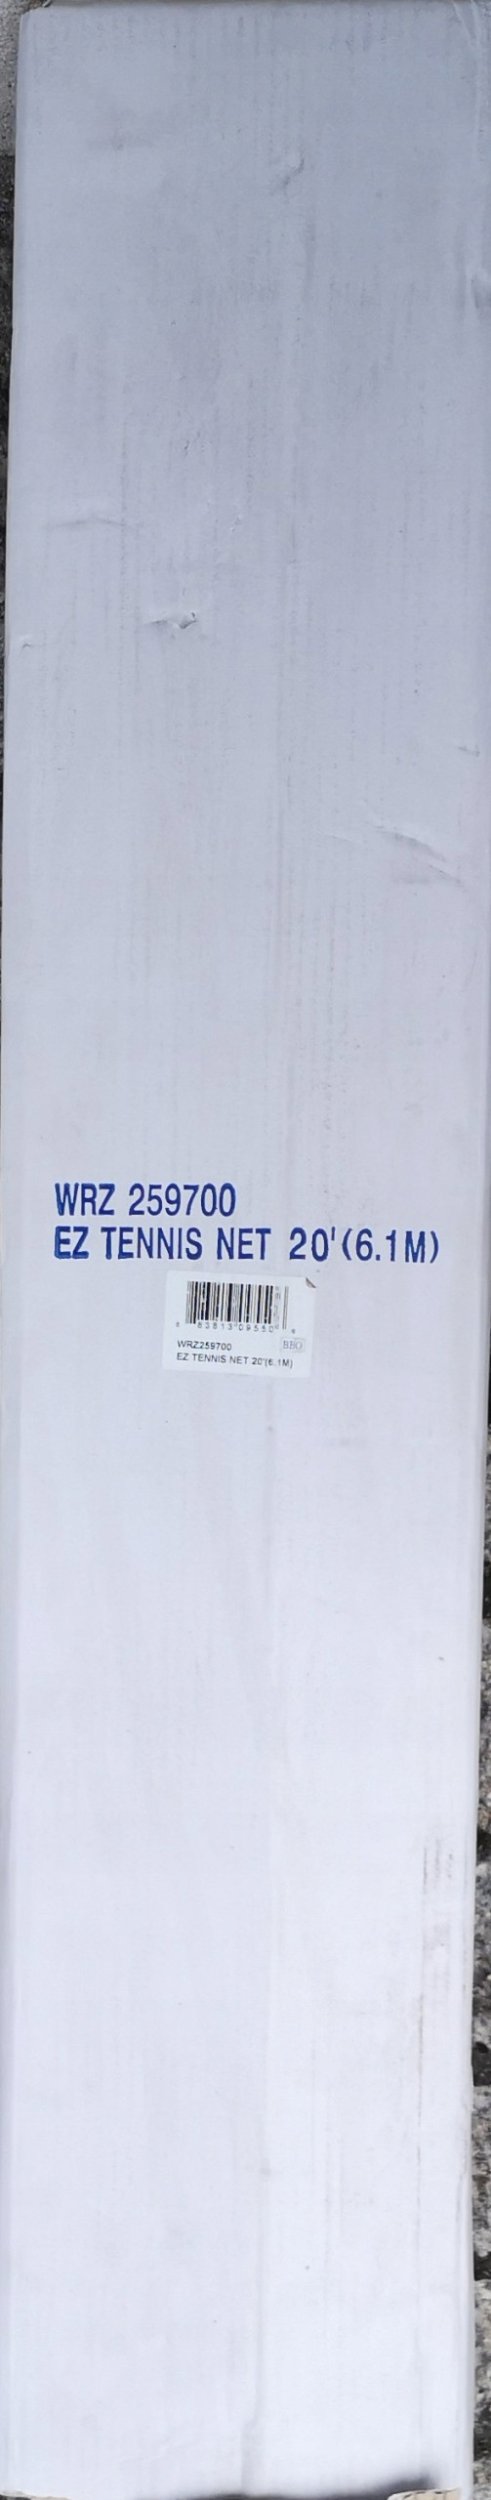 WRZ 259700
EZ TENNIS NET 20'(6.1M)
WRZ259700
EZ TENNIS NET 20'(6.1M)